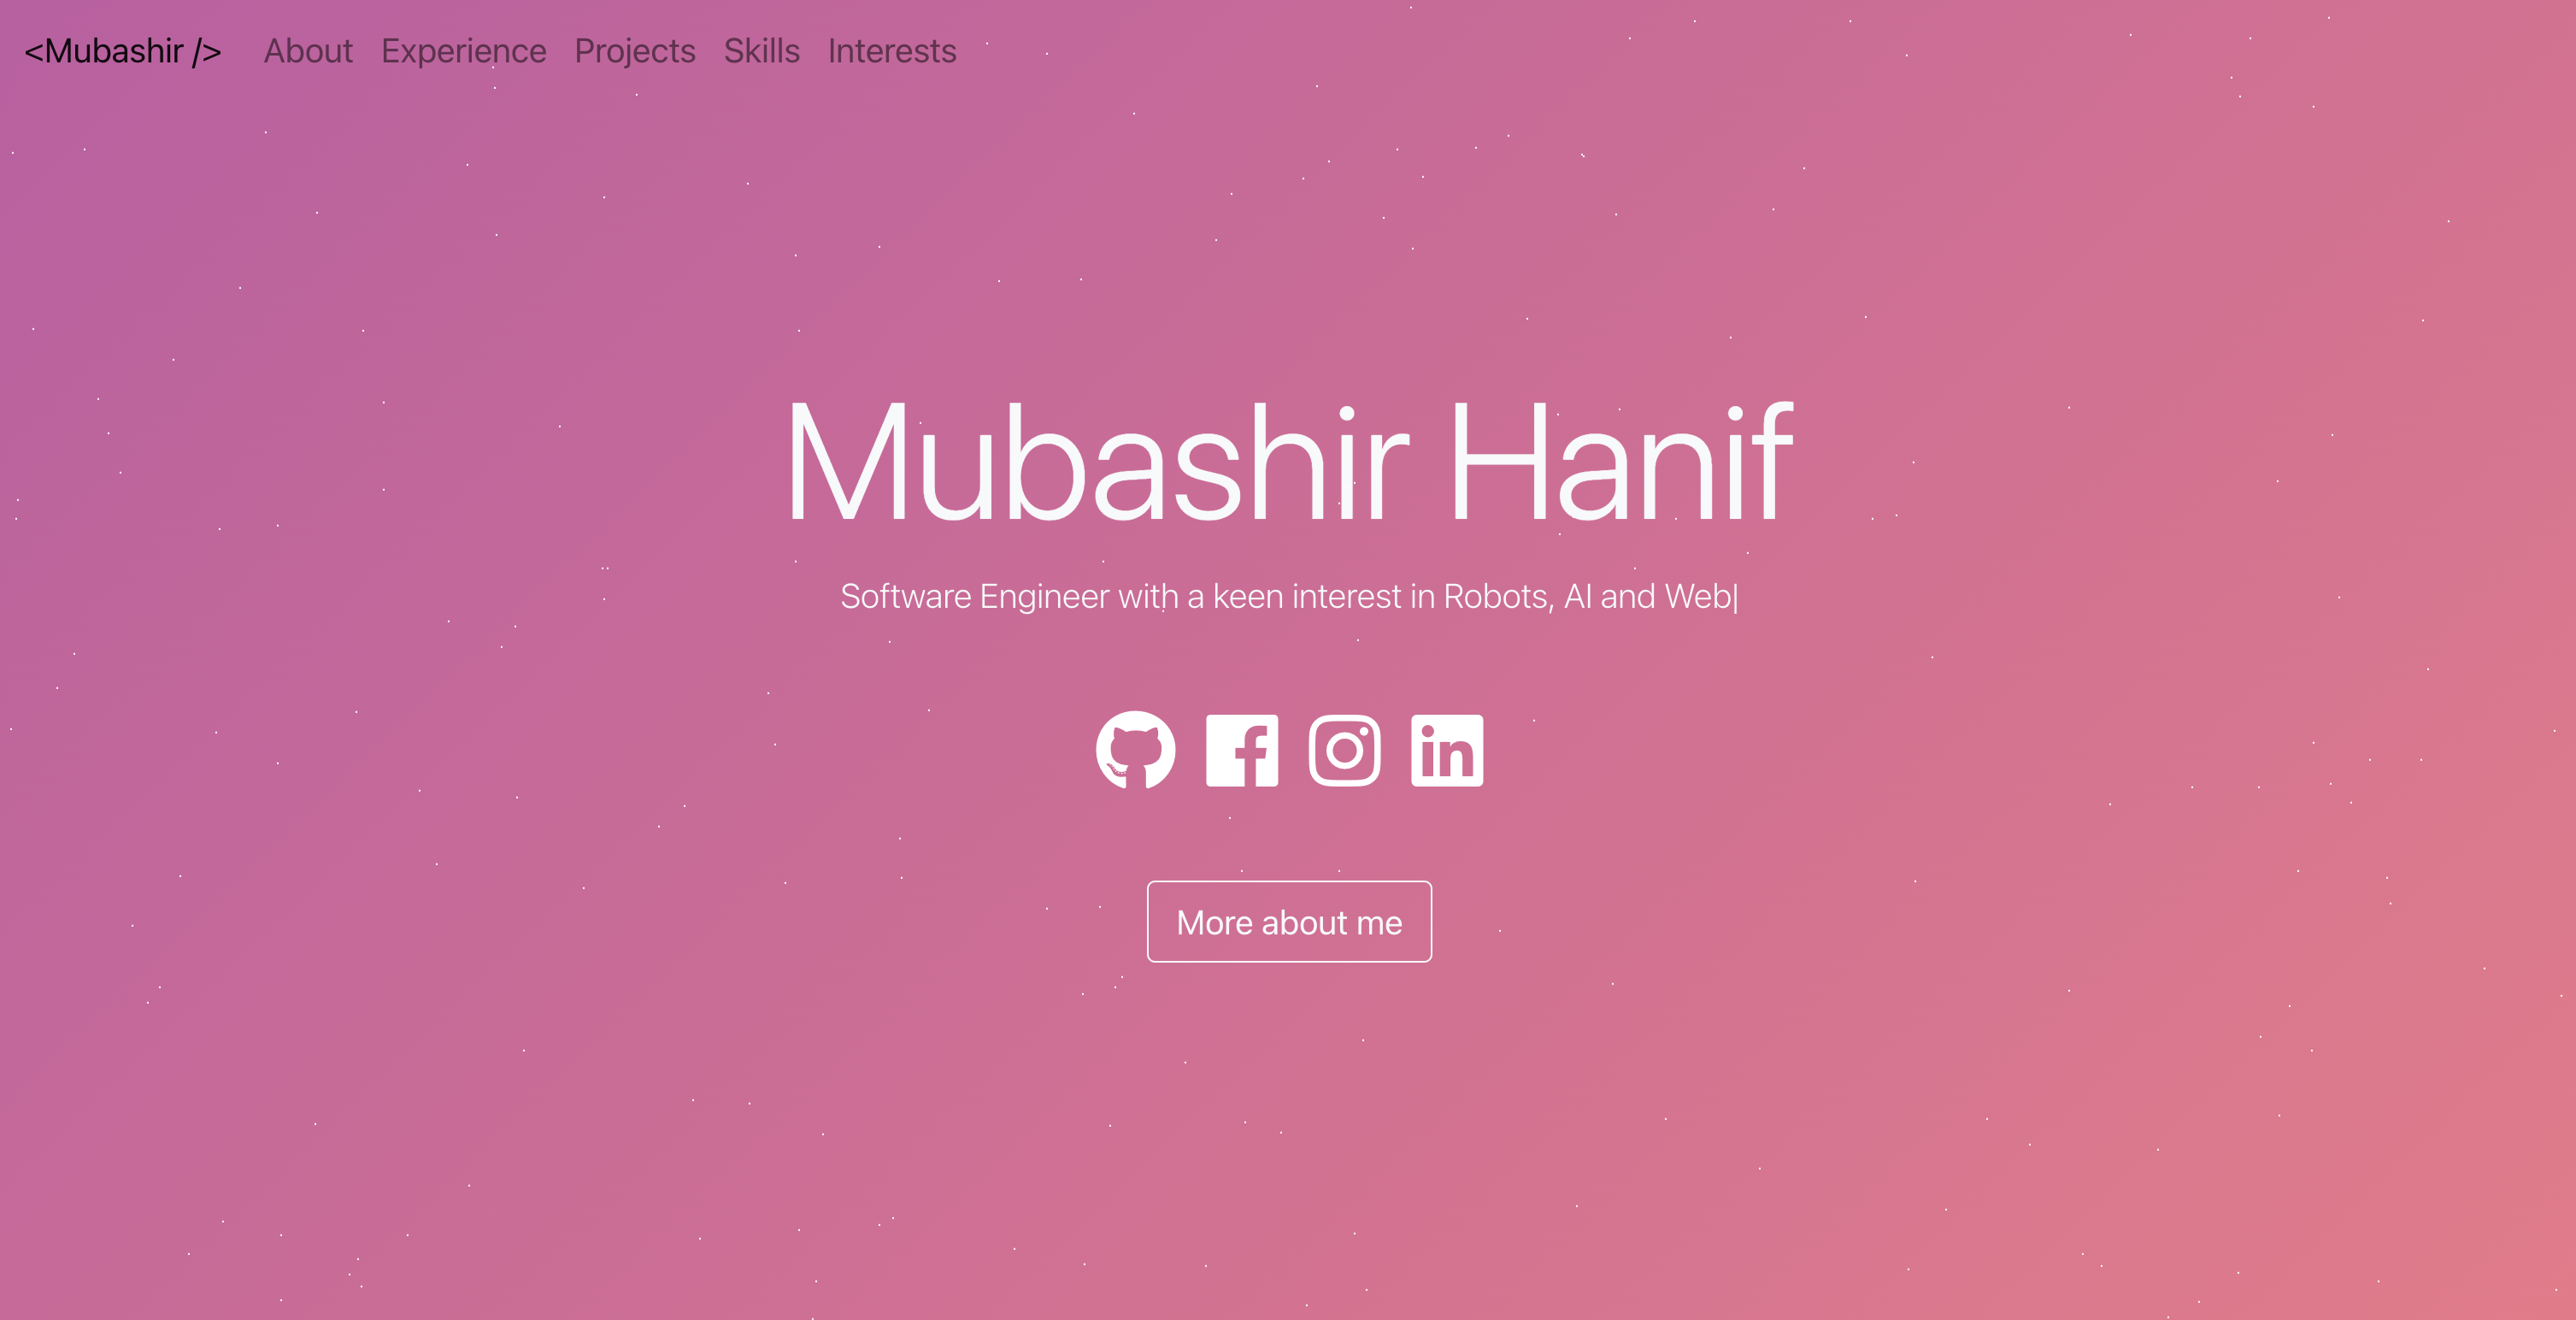 <Mubashir /> About Experience Projects Skills Interests
Mubashir Hanif
Software Engineer with a keen interest in Robots, AI and Web|
More about me